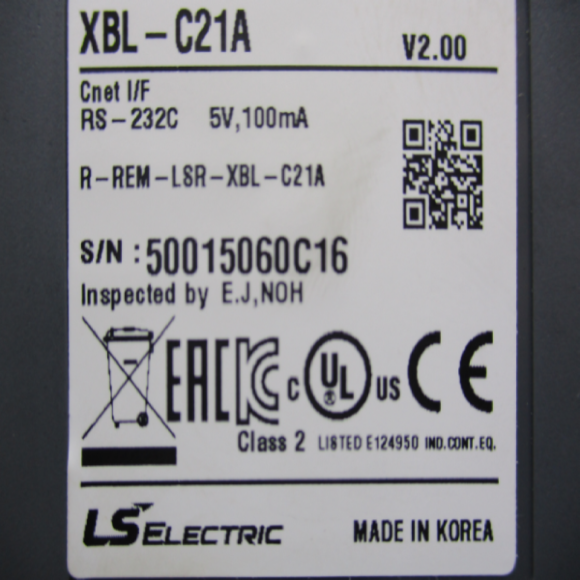 XBL-C21A V2.00
Cnet I/F
RS-232C 5V,100mA
R-REM-LSR-XBL-C21A
S/N : 50015060C16
Inspected by E.J,NOH
EAC KC c UL US CE
Class 2 LISTED E124950 IND.CONT.EQ.
LS ELECTRIC MADE IN KOREA